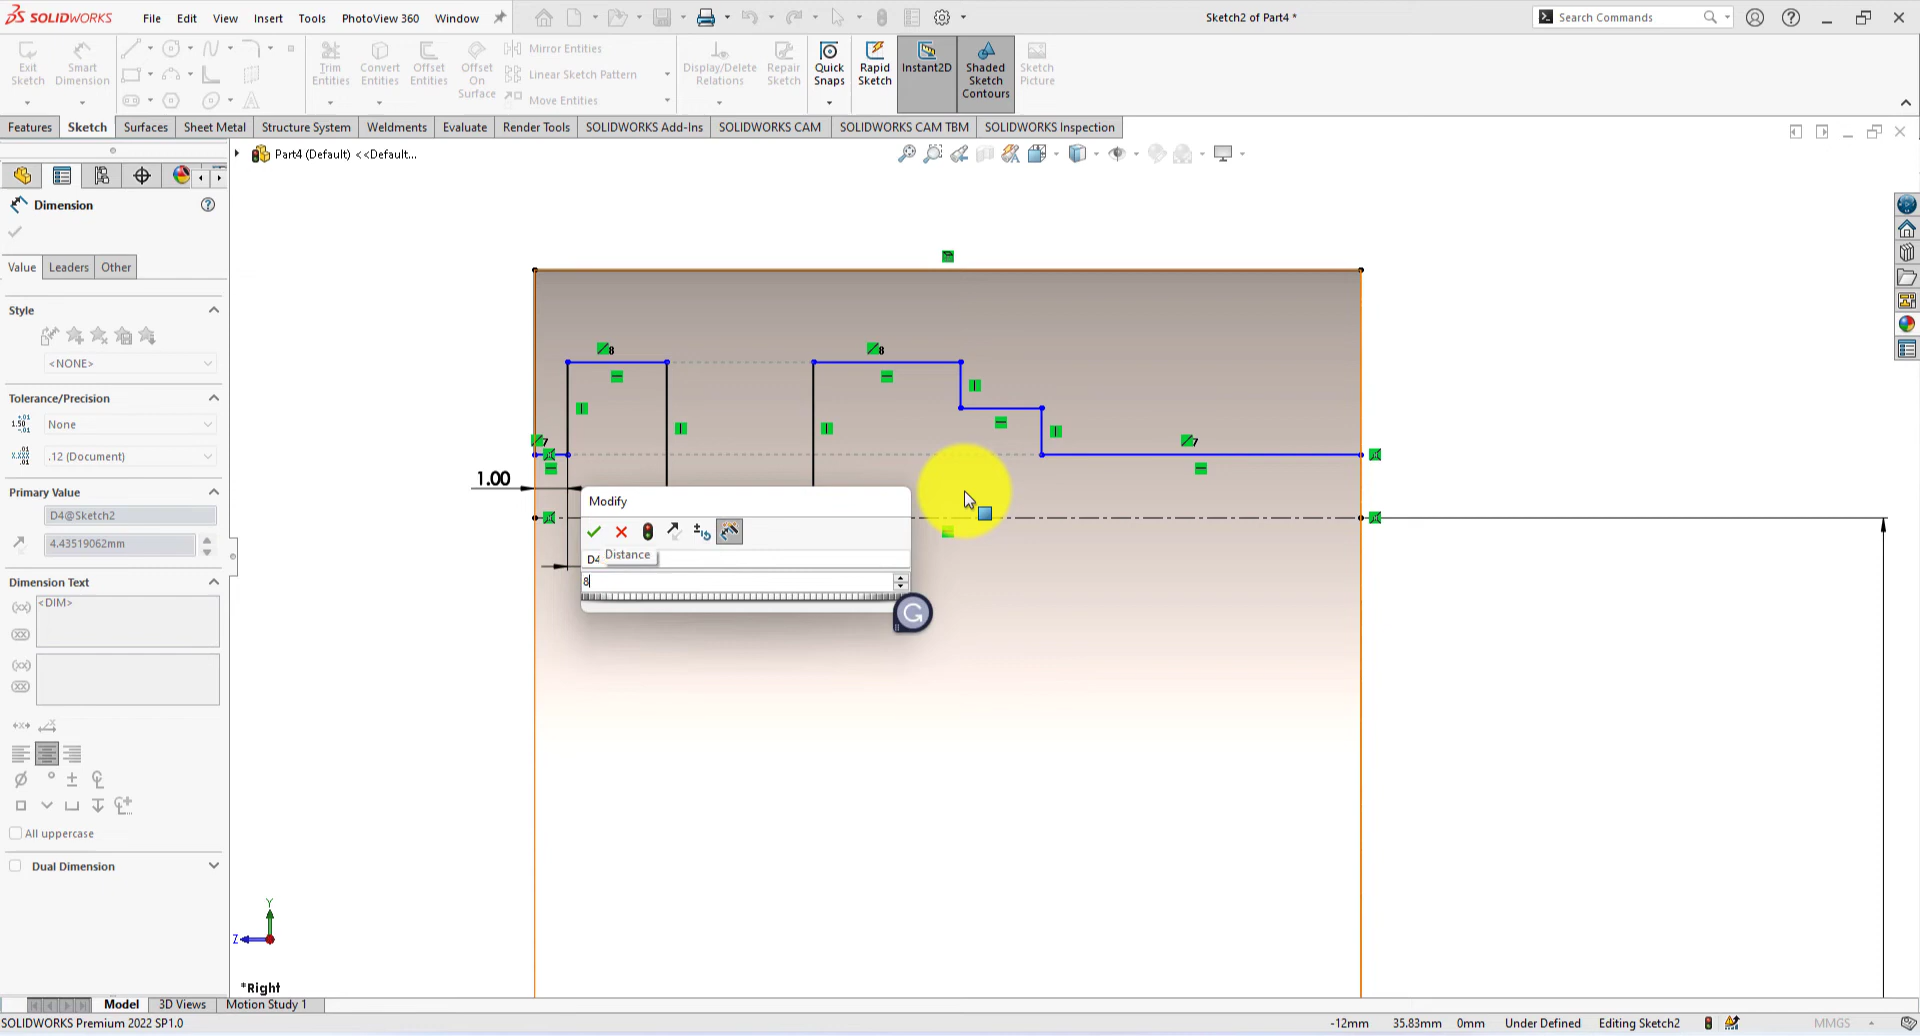 SOLIDWORKS
File
Edit
View
Insert
Tools
PhotoView 360
Window
Sketch2 of Part4 *
Search Commands
Exit Sketch
Smart Dimension
Trim Entities
Convert Entities
Offset Entities
Offset On Surface
Mirror Entities
Linear Sketch Pattern
Move Entities
Display/Delete Relations
Repair Sketch
Quick Snaps
Rapid Sketch
Instant2D
Shaded Sketch Contours
Sketch Picture
Features
Sketch
Surfaces
Sheet Metal
Structure System
Weldments
Evaluate
Render Tools
SOLIDWORKS Add-Ins
SOLIDWORKS CAM
SOLIDWORKS CAM TBM
SOLIDWORKS Inspection
Part4 (Default) <<Default...
Dimension
Value
Leaders
Other
Style
<NONE>
Tolerance/Precision
None
.12 (Document)
Primary Value
D4@Sketch2
4.43519062mm
Dimension Text
<DIM>
All uppercase
Dual Dimension
8
8
7
7
1.00
Modify
D4
Distance
8
Y
Z
*Right
Model
3D Views
Motion Study 1
SOLIDWORKS Premium 2022 SP1.0
-12mm
35.83mm
0mm
Under Defined
Editing Sketch2
MMGS